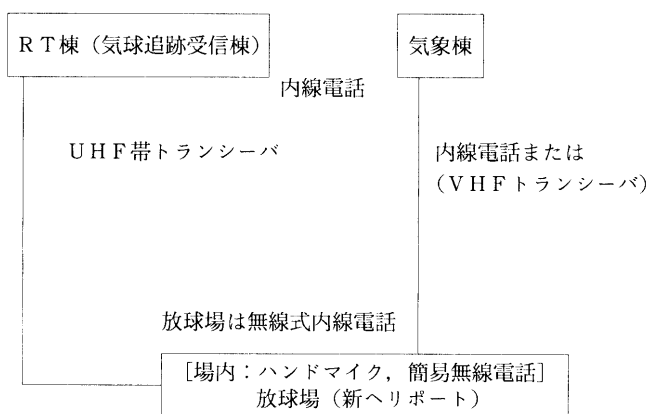 ＲＴ棟（気球追跡受信棟）
気象棟
内線電話
ＵＨＦ帯トランシーバ
内線電話または
（ＶＨＦトランシーバ）
放球場は無線式内線電話
［場内：ハンドマイク，簡易無線電話］
放球場（新ヘリポート）